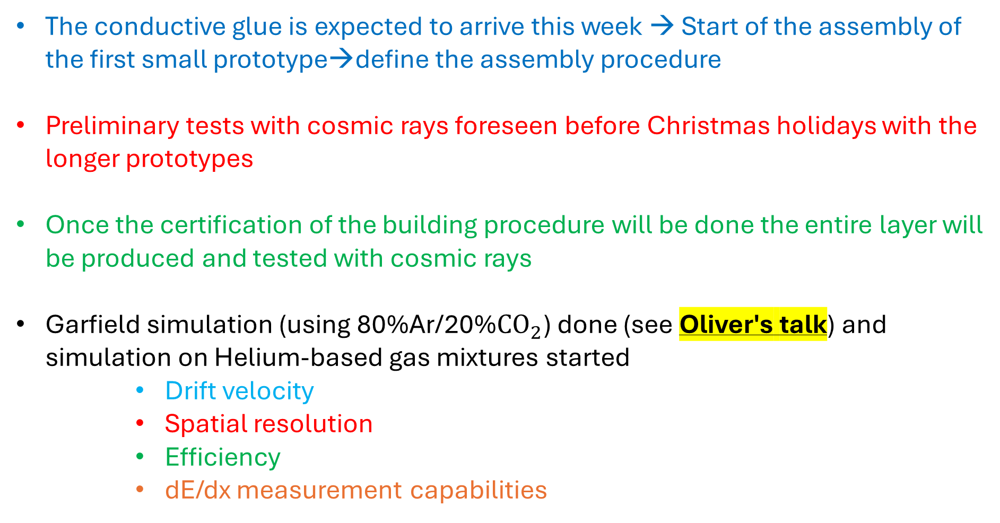 • The conductive glue is expected to arrive this week → Start of the assembly of
the first small prototype→define the assembly procedure
• Preliminary tests with cosmic rays foreseen before Christmas holidays with the
longer prototypes
• Once the certification of the building procedure will be done the entire layer will
be produced and tested with cosmic rays
• Garfield simulation (using 80%Ar/20%CO₂) done (see Oliver's talk) and
simulation on Helium-based gas mixtures started
• Drift velocity
• Spatial resolution
• Efficiency
• dE/dx measurement capabilities